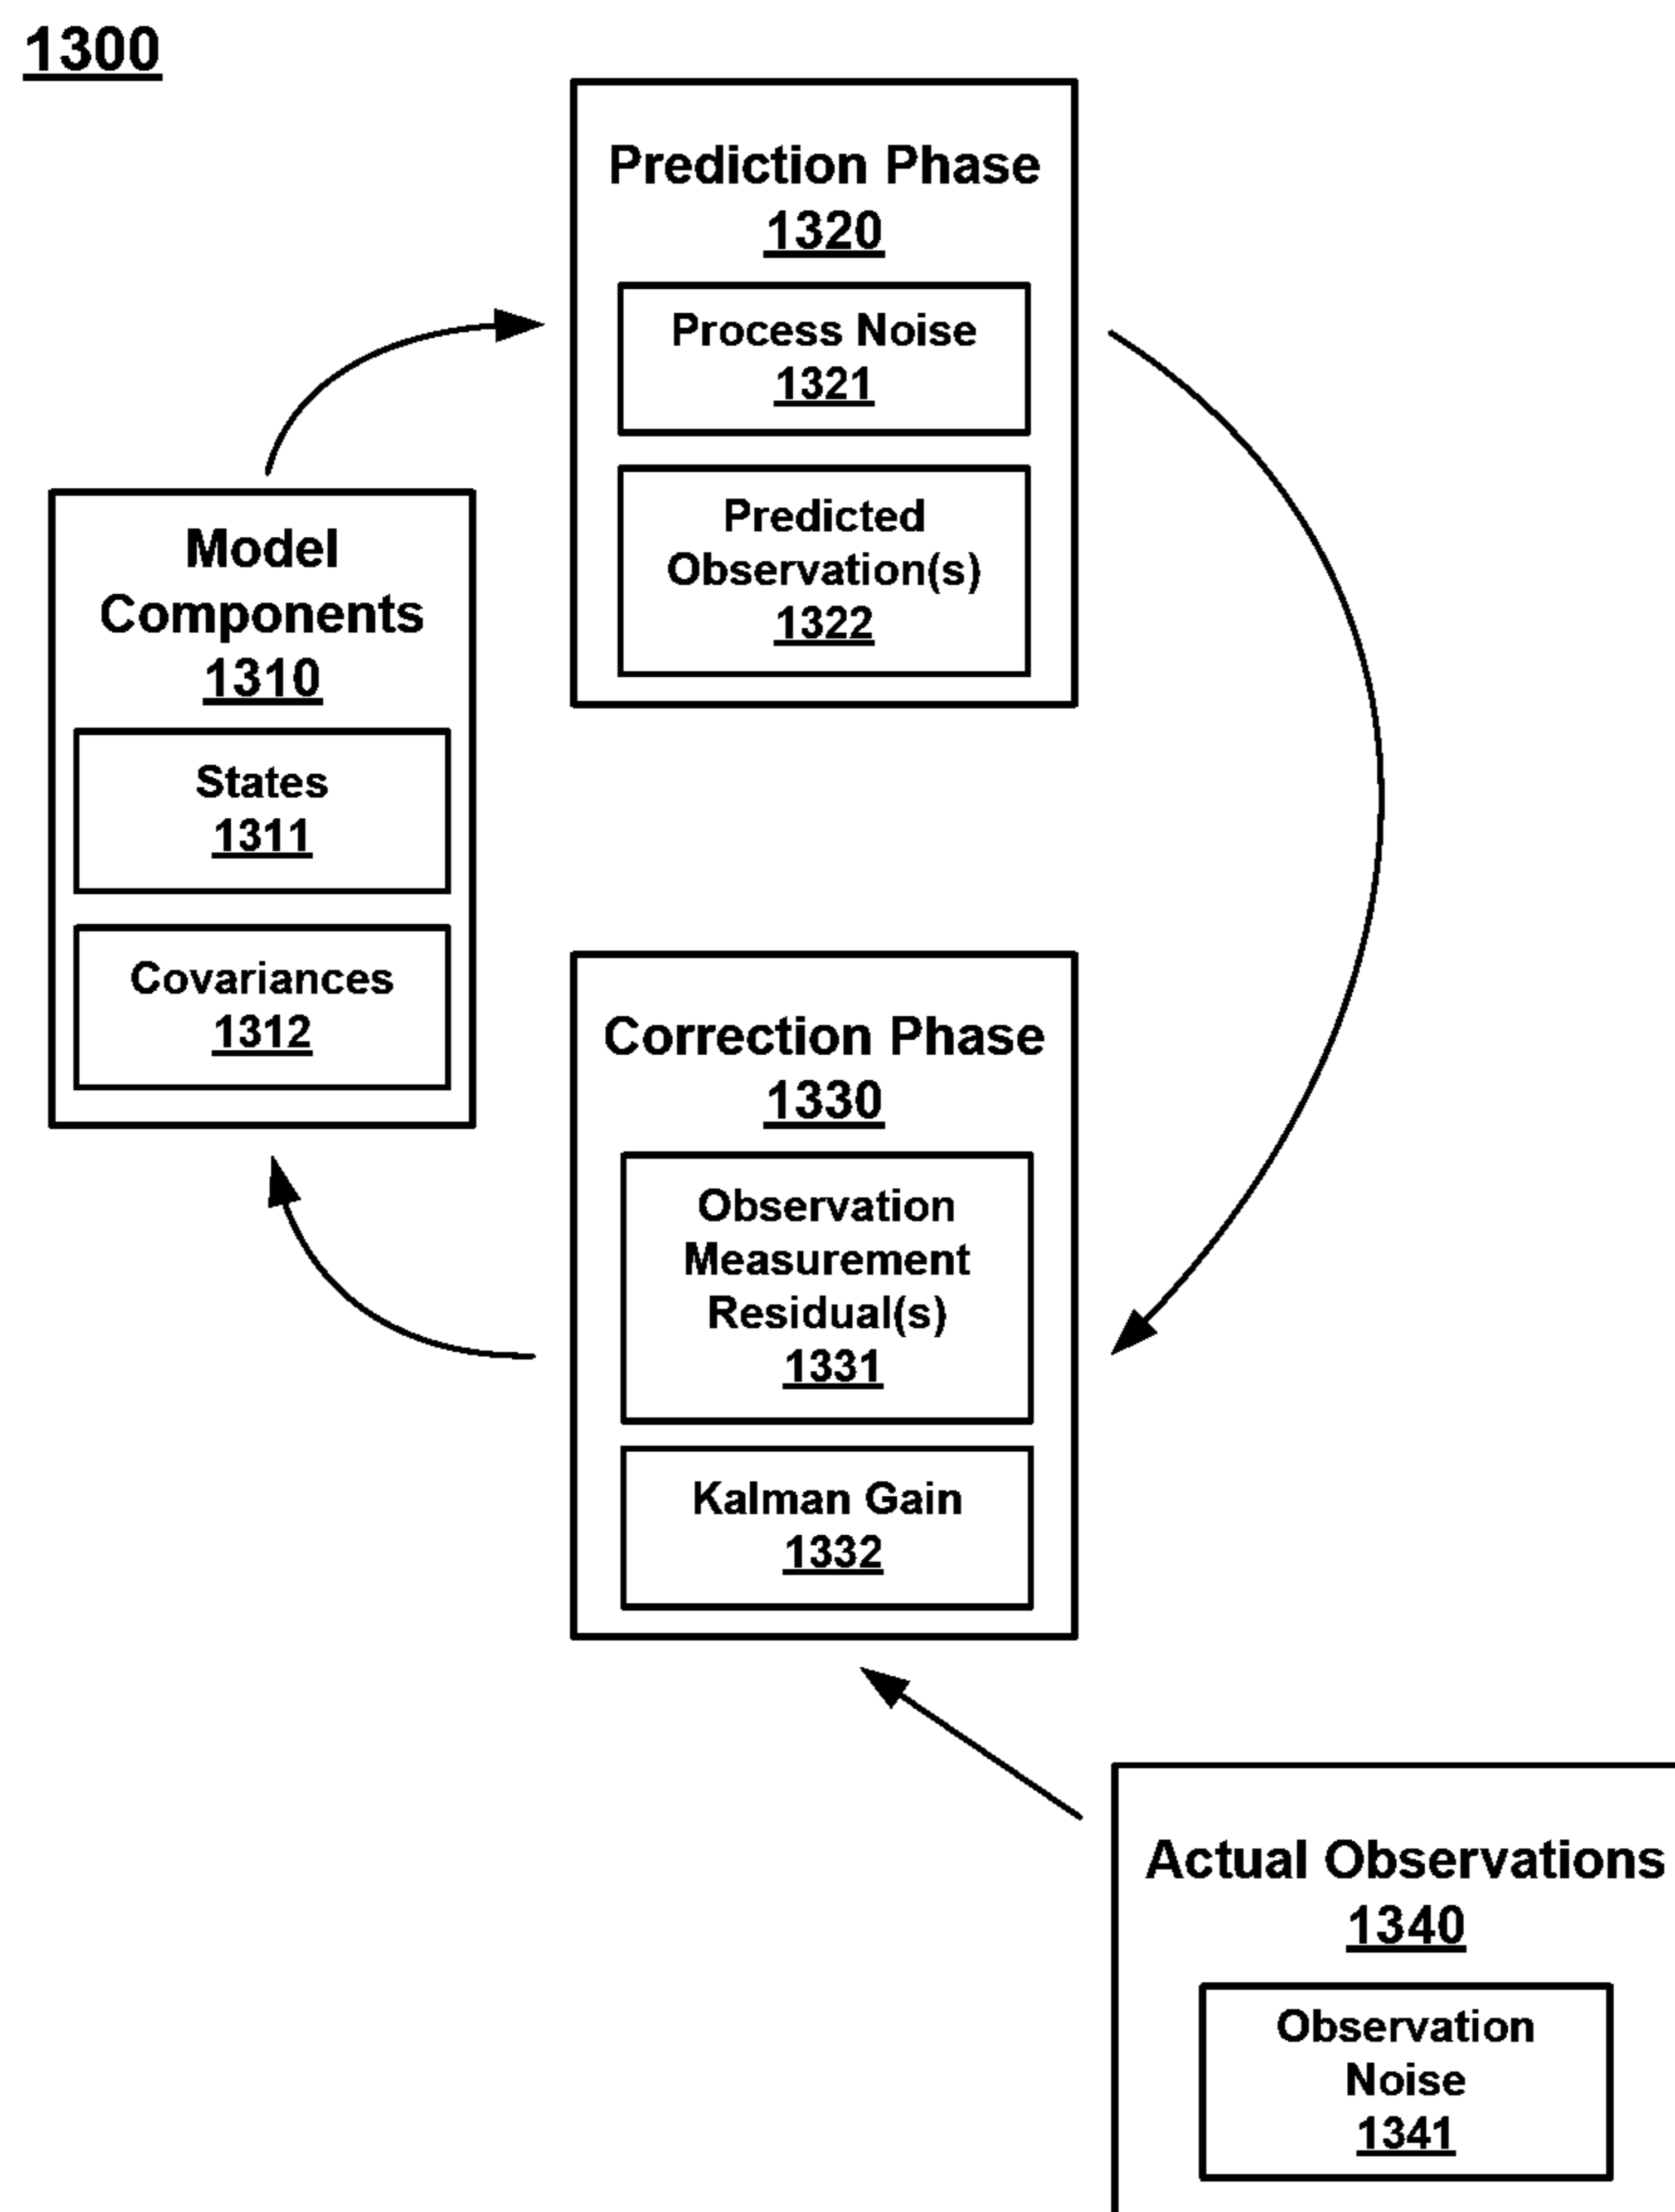 1300
Prediction Phase
1320
Process Noise
1321
Predicted
Observation(s)
1322
Model
Components
1310
States
1311
Covariances
1312
Correction Phase
1330
Observation
Measurement
Residual(s)
1331
Kalman Gain
1332
Actual Observations
1340
Observation
Noise
1341